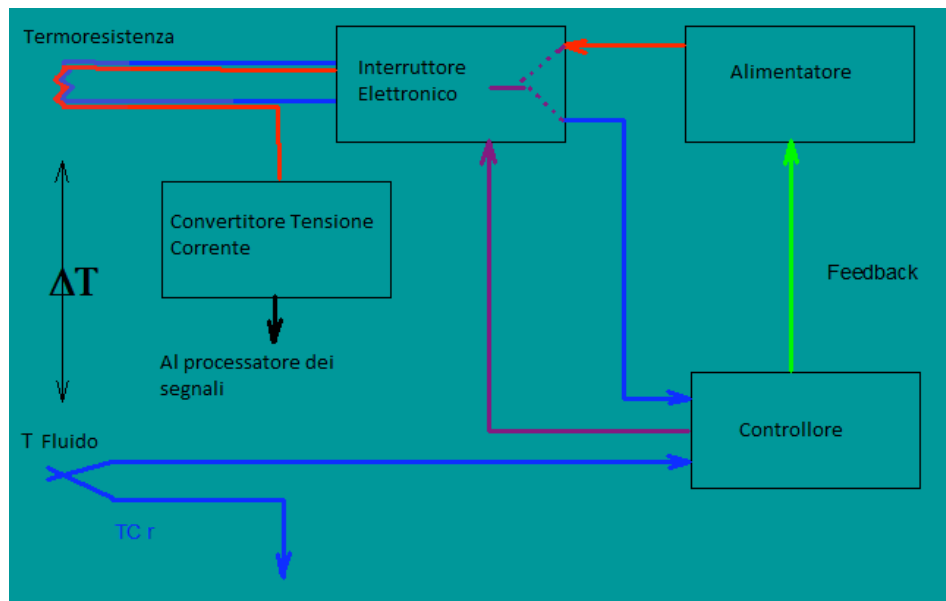 Termoresistenza
Interruttore
Elettronico
Alimentatore
Convertitore Tensione
Corrente
ΔT
Feedback
Al processatore dei
segnali
T Fluido
Controllore
TC r